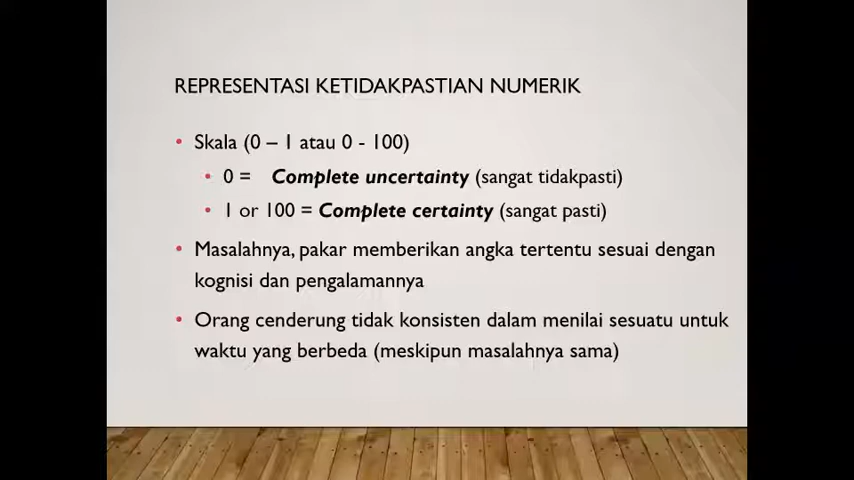 REPRESENTASI KETIDAKPASTIAN NUMERIK
• Skala (0 – 1 atau 0 - 100)
• 0 = Complete uncertainty (sangat tidakpasti)
• 1 or 100 = Complete certainty (sangat pasti)
• Masalahnya, pakar memberikan angka tertentu sesuai dengan
kognisi dan pengalamannya
• Orang cenderung tidak konsisten dalam menilai sesuatu untuk
waktu yang berbeda (meskipun masalahnya sama)